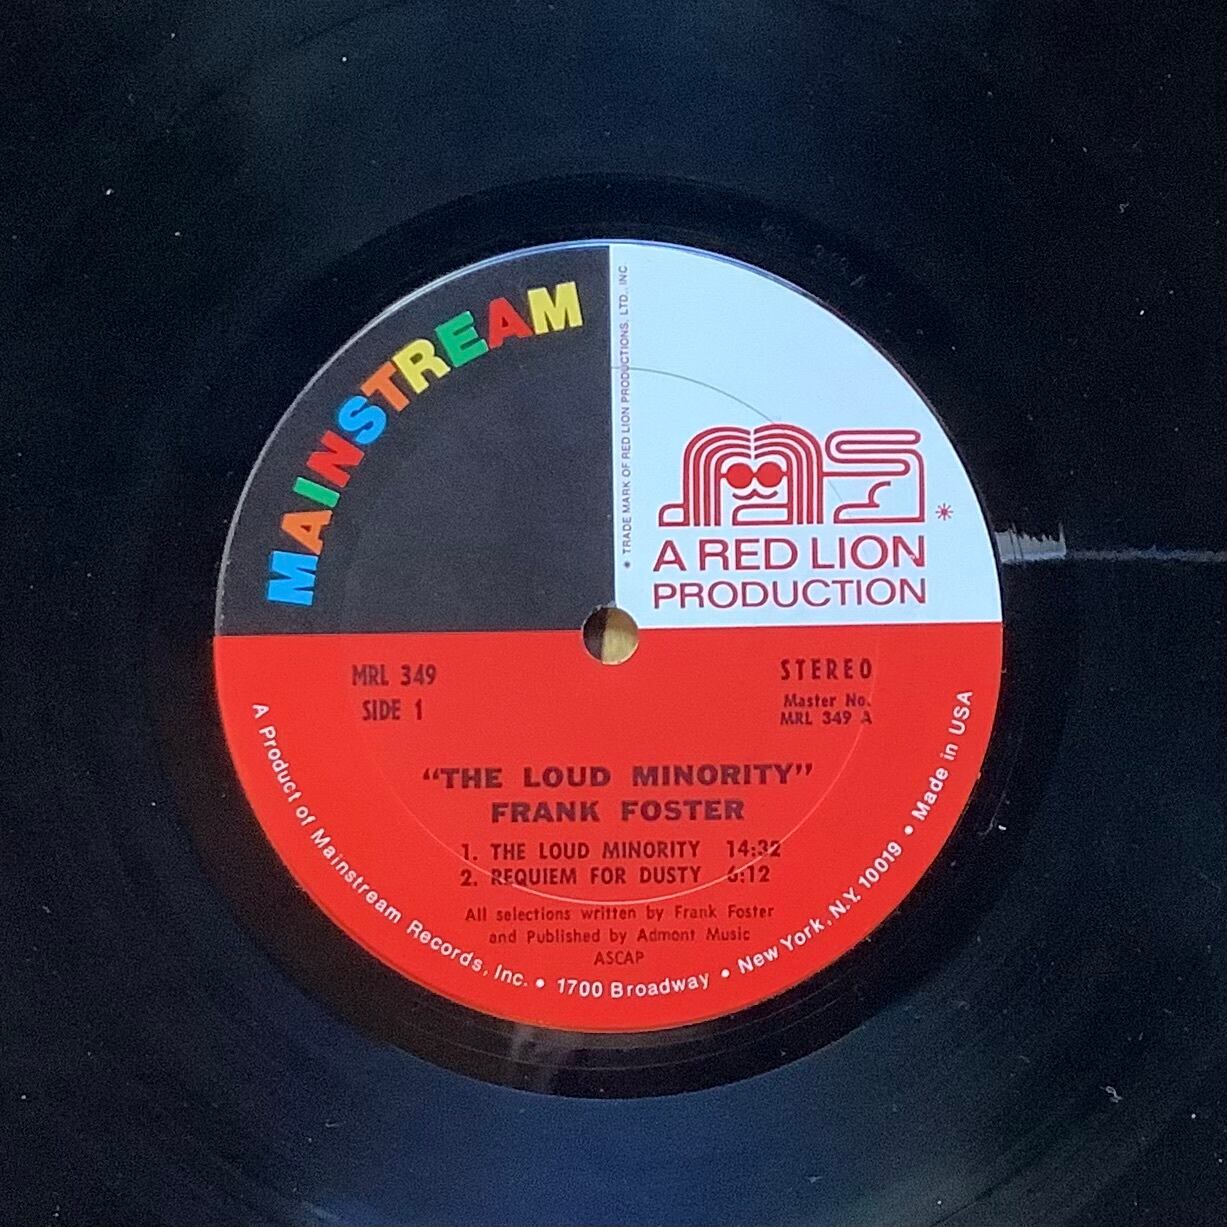 MAINSTREAM
* TRADE MARK OF RED LION PRODUCTIONS, LTD., INC.
ms*
A RED LION
PRODUCTION
MRL 349
SIDE 1
STEREO
Master No.
MRL 349 A
“THE LOUD MINORITY”
FRANK FOSTER
1. THE LOUD MINORITY 14:32
2. REQUIEM FOR DUSTY 6:12
All selections written by Frank Foster
and Published by Admont Music
ASCAP
A Product of Mainstream Records, Inc. • 1700 Broadway • New York, N.Y. 10019 • Made in USA